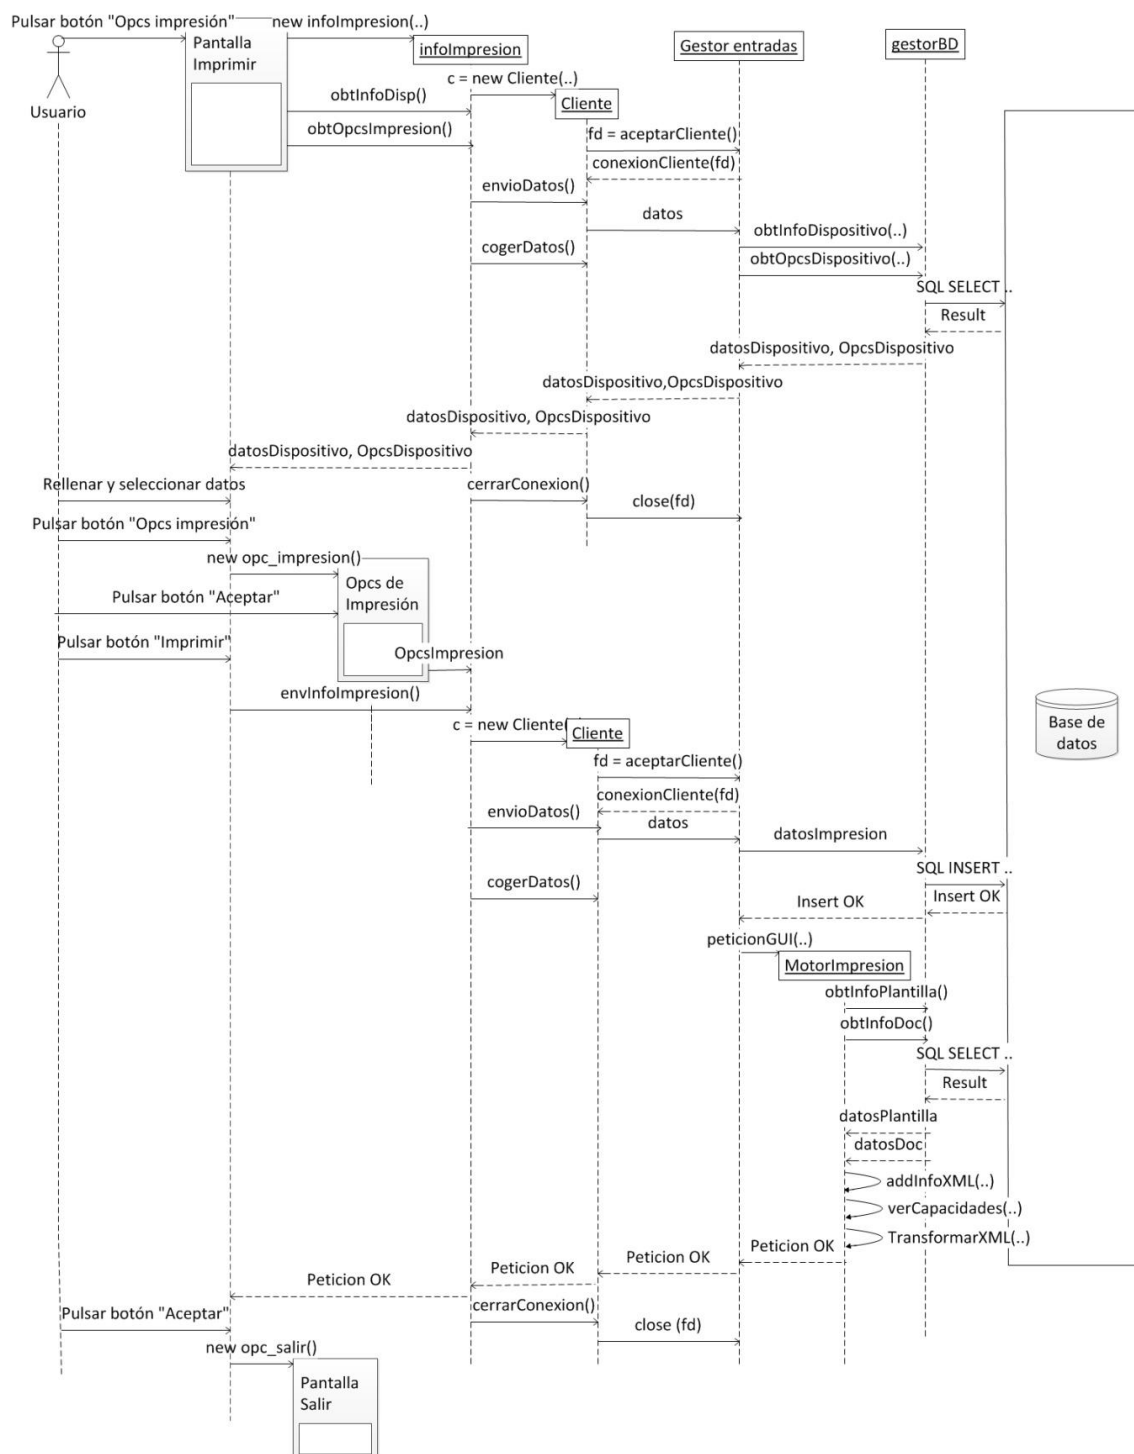 Pulsar botón "Opcs impresión"
new infoImpresion(..)
Pantalla
Imprimir
infoImpresion
Gestor entradas
gestorBD
Usuario
c = new Cliente(..)
Cliente
obtInfoDisp()
obtOpcsImpresion()
fd = aceptarCliente()
conexionCliente(fd)
envioDatos()
datos
obtInfoDispositivo(..)
cogerDatos()
obtOpcsDispositivo(..)
SQL SELECT ..
Result
datosDispositivo, OpcsDispositivo
datosDispositivo,OpcsDispositivo
datosDispositivo, OpcsDispositivo
datosDispositivo, OpcsDispositivo
Rellenar y seleccionar datos
cerrarConexion()
close(fd)
Pulsar botón "Opcs impresión"
new opc_impresion()
Opcs de
Impresión
Pulsar botón "Aceptar"
Pulsar botón "Imprimir"
OpcsImpresion
envInfoImpresion()
c = new Cliente(
Cliente
Base de
datos
fd = aceptarCliente()
conexionCliente(fd)
envioDatos()
datos
datosImpresion
SQL INSERT ..
cogerDatos()
Insert OK
Insert OK
peticionGUI(..)
MotorImpresion
obtInfoPlantilla()
obtInfoDoc()
SQL SELECT ..
Result
datosPlantilla
datosDoc
addInfoXML(..)
verCapacidades(..)
TransformarXML(..)
Peticion OK
Peticion OK
Peticion OK
Peticion OK
cerrarConexion()
Pulsar botón "Aceptar"
close (fd)
new opc_salir()
Pantalla
Salir